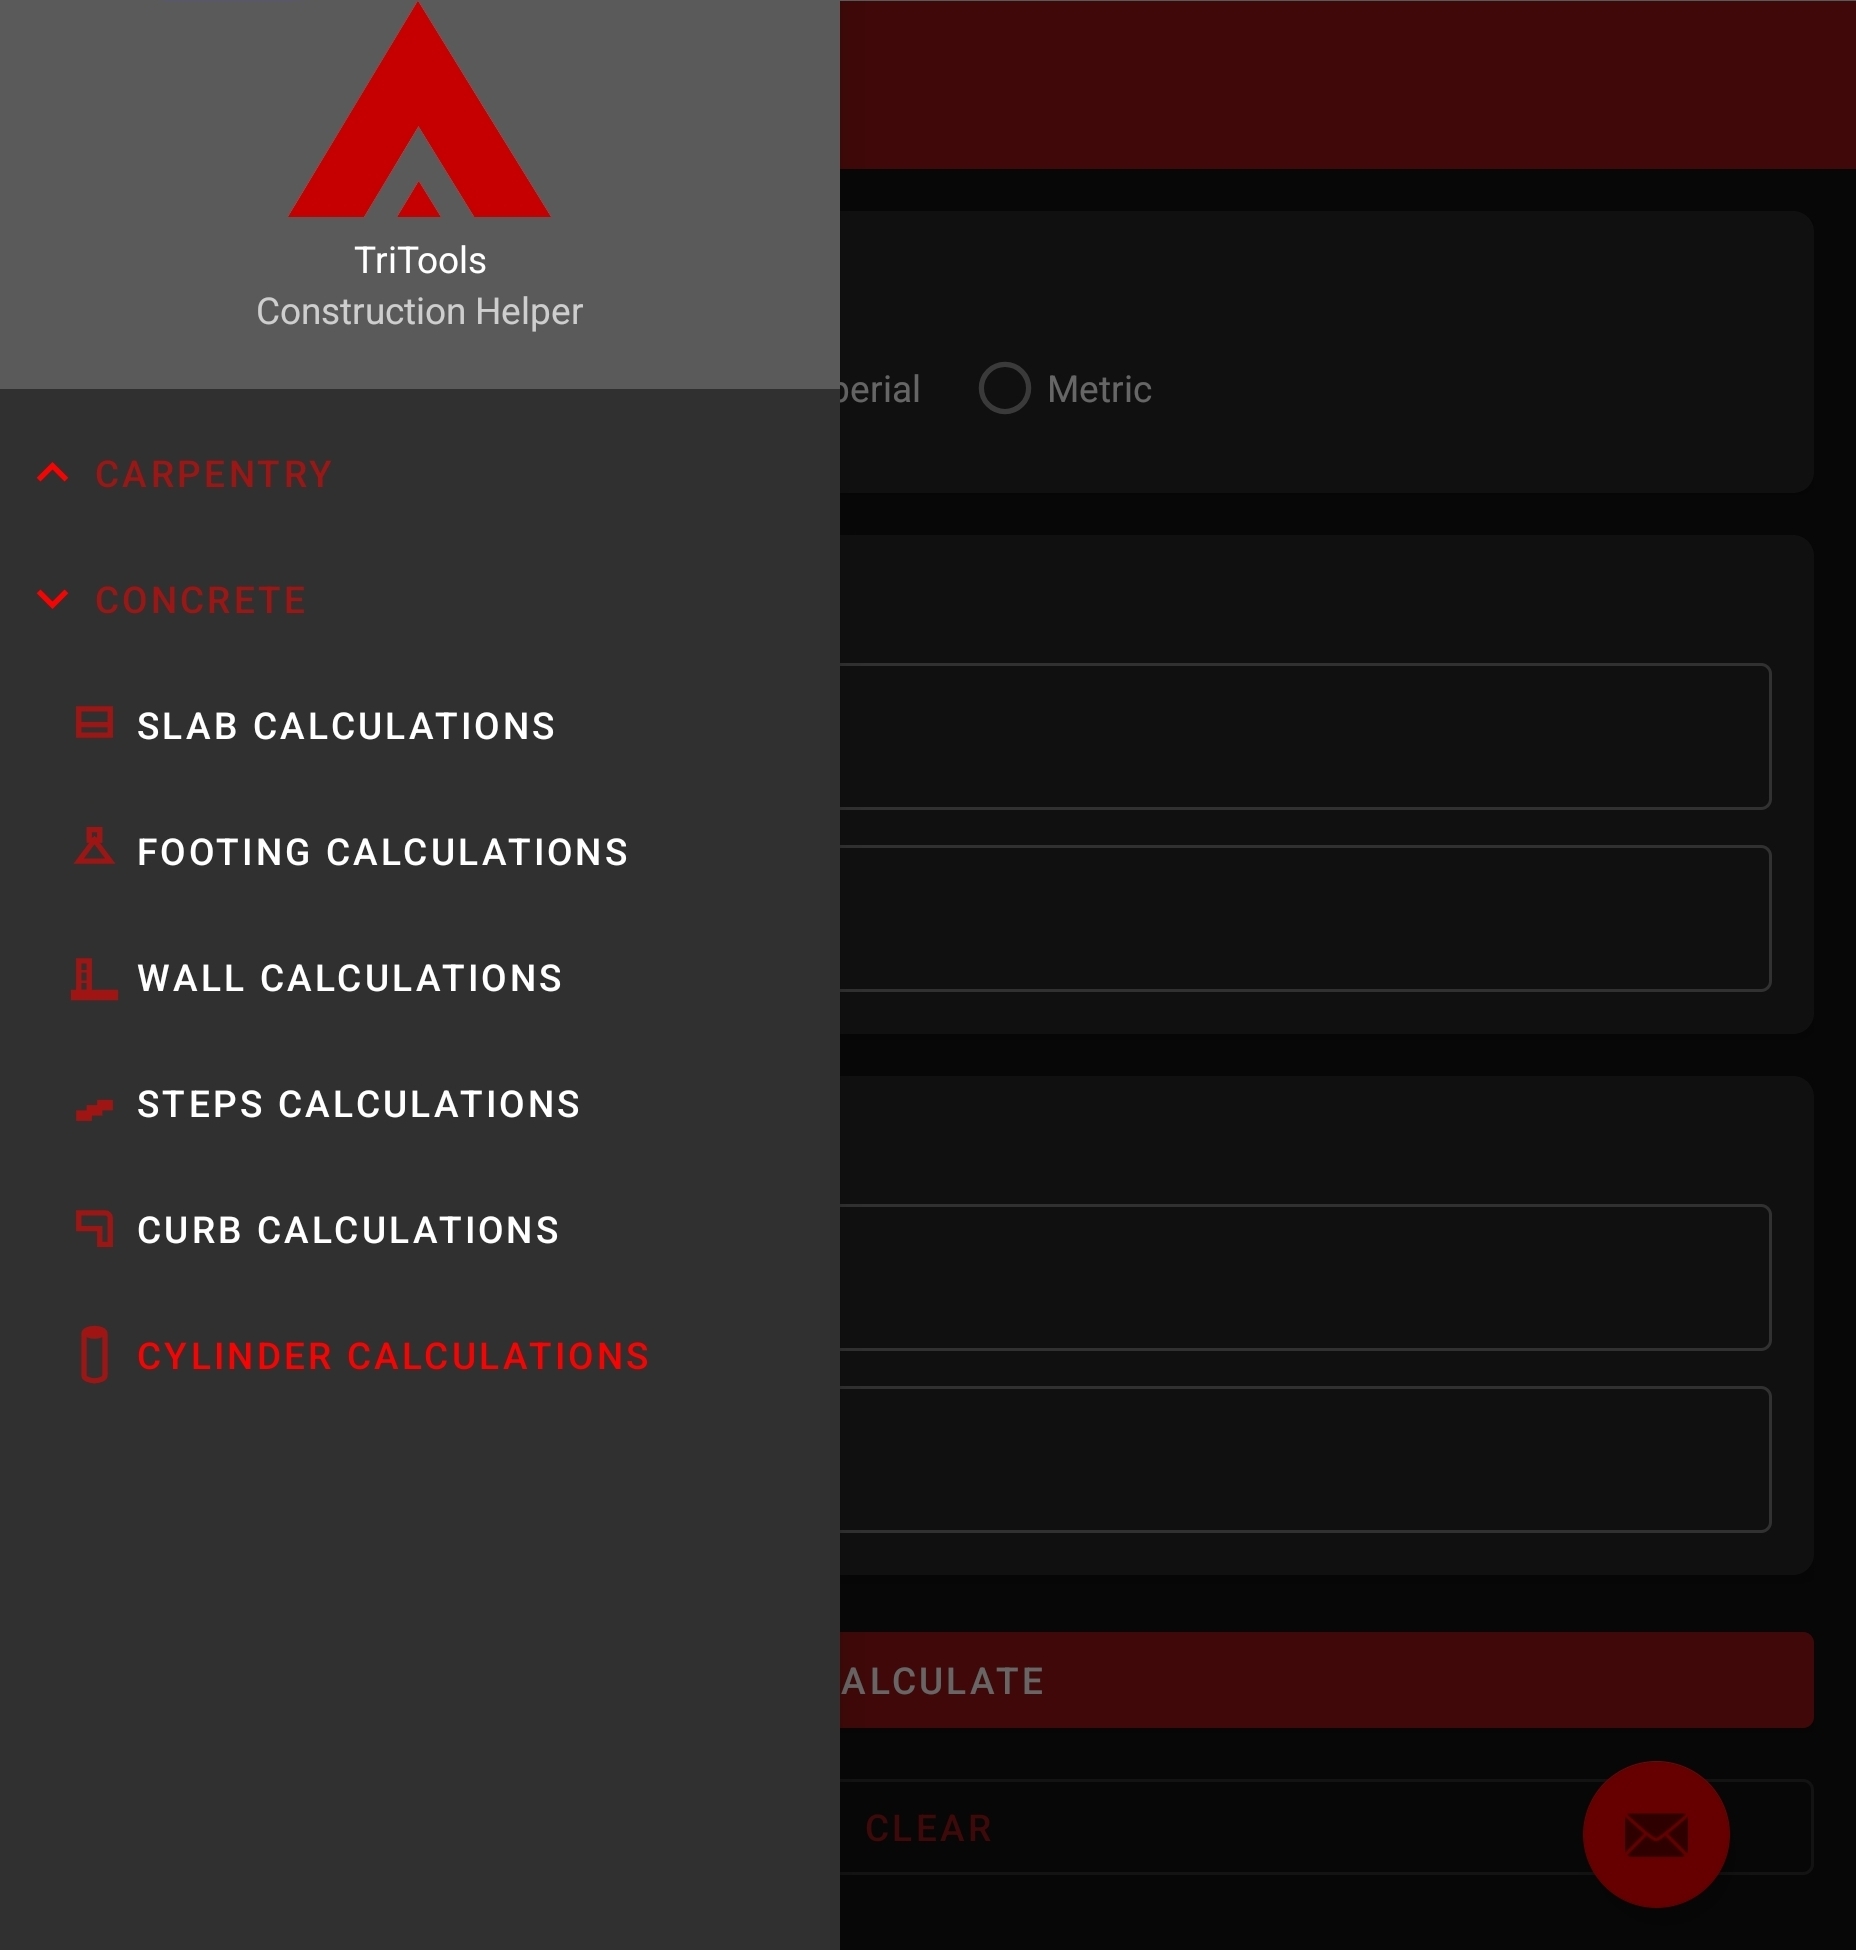 TriTools
Construction Helper
perial
Metric
CARPENTRY
CONCRETE
SLAB CALCULATIONS
FOOTING CALCULATIONS
WALL CALCULATIONS
STEPS CALCULATIONS
CURB CALCULATIONS
CYLINDER CALCULATIONS
ALCULATE
CLEAR